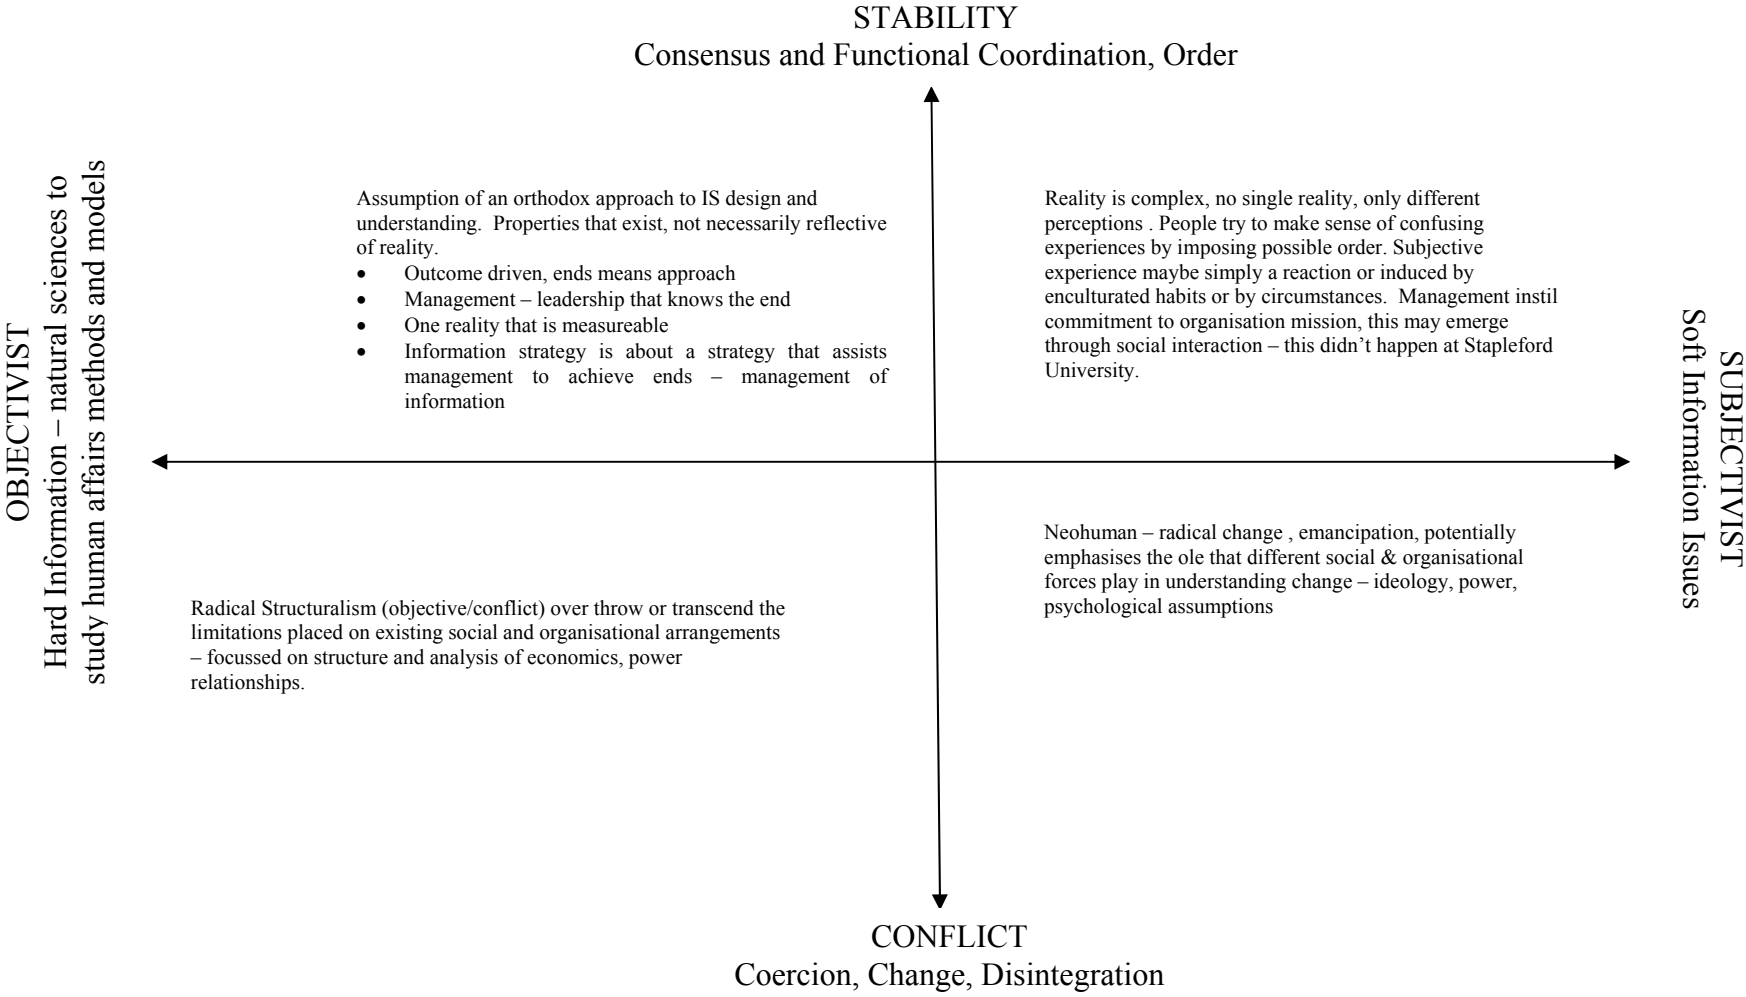 STABILITY
Consensus and Functional Coordination, Order
OBJECTIVIST
Hard Information – natural sciences to
study human affairs methods and models
Assumption of an orthodox approach to IS design and
understanding.  Properties that exist, not necessarily reflective
of reality.
• Outcome driven, ends means approach
• Management – leadership that knows the end
• One reality that is measureable
• Information strategy is about a strategy that assists
management to achieve ends – management of
information
Reality is complex, no single reality, only different
perceptions . People try to make sense of confusing
experiences by imposing possible order. Subjective
experience maybe simply a reaction or induced by
enculturated habits or by circumstances.  Management instil
commitment to organisation mission, this may emerge
through social interaction – this didn’t happen at Stapleford
University.
SUBJECTIVIST
Soft Information Issues
Radical Structuralism (objective/conflict) over throw or transcend the
limitations placed on existing social and organisational arrangements
– focussed on structure and analysis of economics, power
relationships.
Neohuman – radical change , emancipation, potentially
emphasises the ole that different social & organisational
forces play in understanding change – ideology, power,
psychological assumptions
CONFLICT
Coercion, Change, Disintegration